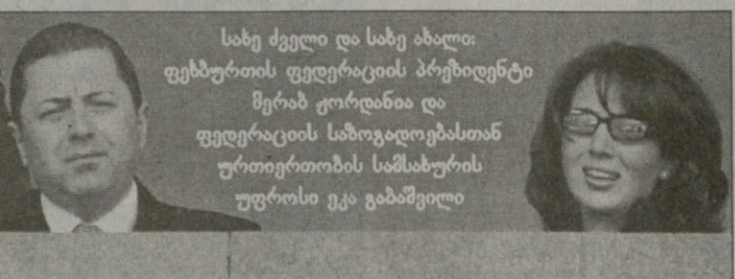 სახე ძველი და სახე ახალი:
ფეხბურთის ფედერაციის პრეზიდენტი
მერაბ ჟორდანია და
ფედერაციის საზოგადოებასთან
ურთიერთობის სამსახურის
უფროსი ეკა გაბაშვილი